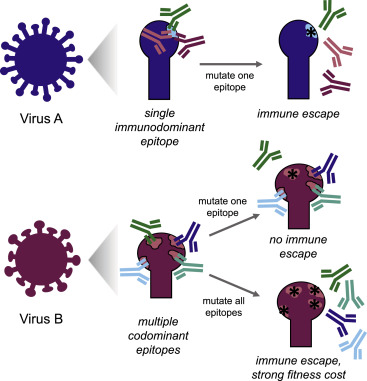 Virus A
single
immunodominant
epitope
mutate one
epitope
immune escape
Virus B
multiple
codominant
epitopes
mutate one
epitope
no immune
escape
mutate all
epitopes
immune escape,
strong fitness cost